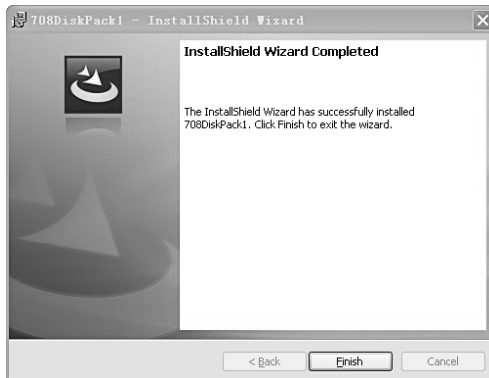 708DiskPack1 - InstallShield Wizard
InstallShield Wizard Completed
The InstallShield Wizard has successfully installed
708DiskPack1. Click Finish to exit the wizard.
< Back
Finish
Cancel